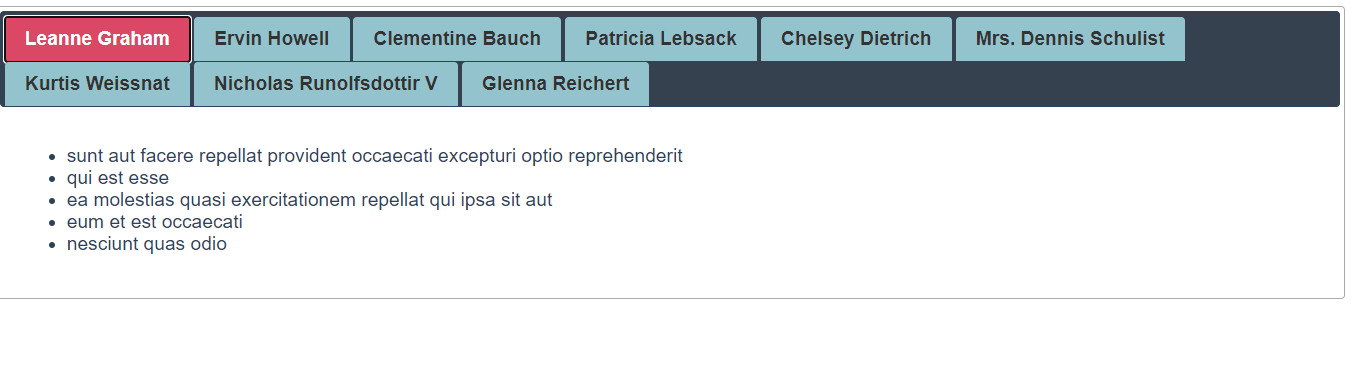 Leanne Graham Ervin Howell Clementine Bauch Patricia Lebsack Chelsey Dietrich Mrs. Dennis Schulist
Kurtis Weissnat Nicholas Runolfsdottir V Glenna Reichert
sunt aut facere repellat provident occaecati excepturi optio reprehenderit
qui est esse
ea molestias quasi exercitationem repellat qui ipsa sit aut
eum et est occaecati
nesciunt quas odio